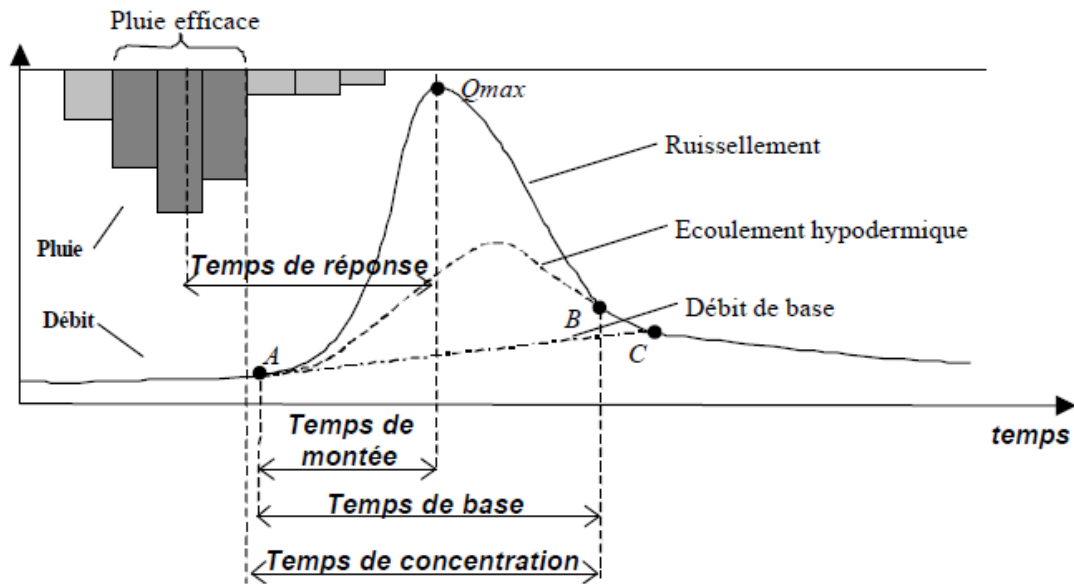 Pluie efficace
Qmax
Ruissellement
Pluie
Ecoulement hypodermique
Temps de réponse
Débit
Débit de base
A
B
C
temps
Temps de
montée
Temps de base
Temps de concentration